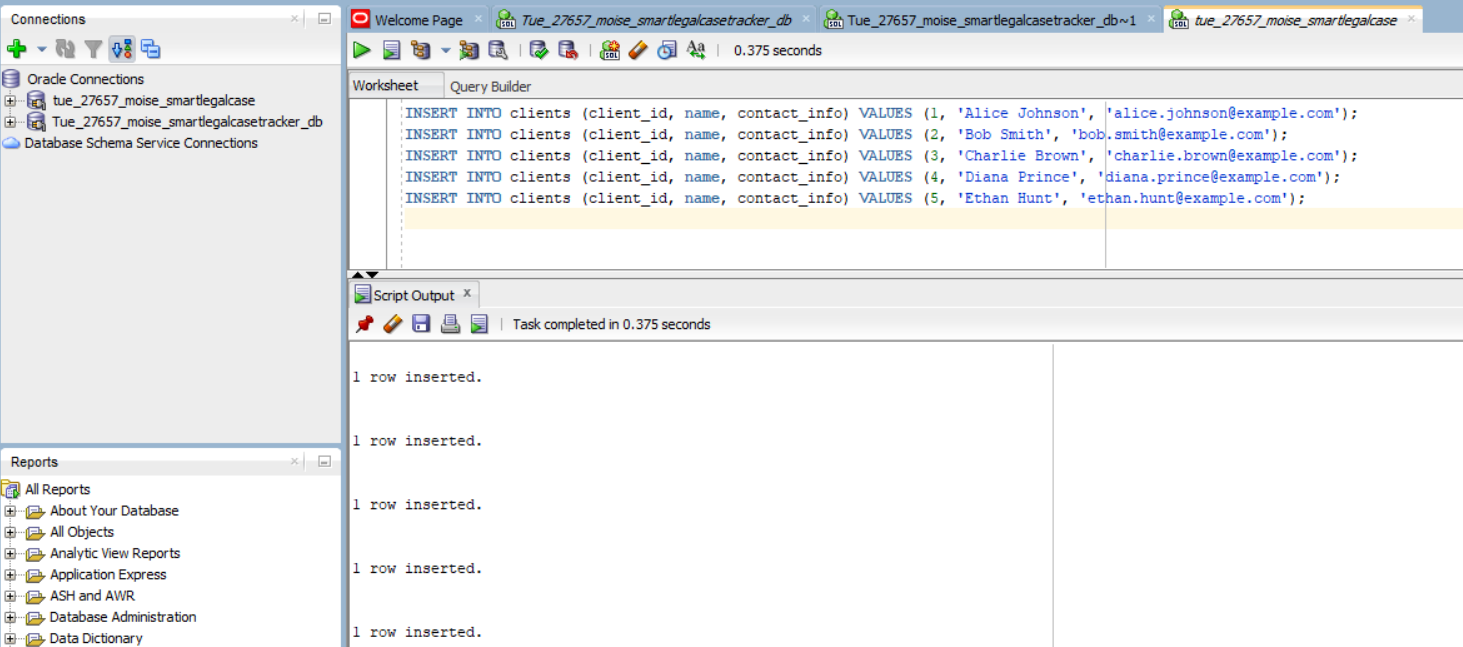 Connections
Oracle Connections
tue_27657_moise_smartlegalcase
Tue_27657_moise_smartlegalcasetracker_db
Database Schema Service Connections
Reports
All Reports
About Your Database
All Objects
Analytic View Reports
Application Express
ASH and AWR
Database Administration
Data Dictionary
Welcome Page
Tue_27657_moise_smartlegalcasetracker_db
Tue_27657_moise_smartlegalcasetracker_db~1
tue_27657_moise_smartlegalcase
0.375 seconds
Worksheet
Query Builder
INSERT INTO clients (client_id, name, contact_info) VALUES (1, 'Alice Johnson', 'alice.johnson@example.com');
INSERT INTO clients (client_id, name, contact_info) VALUES (2, 'Bob Smith', 'bob.smith@example.com');
INSERT INTO clients (client_id, name, contact_info) VALUES (3, 'Charlie Brown', 'charlie.brown@example.com');
INSERT INTO clients (client_id, name, contact_info) VALUES (4, 'Diana Prince', 'diana.prince@example.com');
INSERT INTO clients (client_id, name, contact_info) VALUES (5, 'Ethan Hunt', 'ethan.hunt@example.com');
Script Output
Task completed in 0.375 seconds
1 row inserted.
1 row inserted.
1 row inserted.
1 row inserted.
1 row inserted.